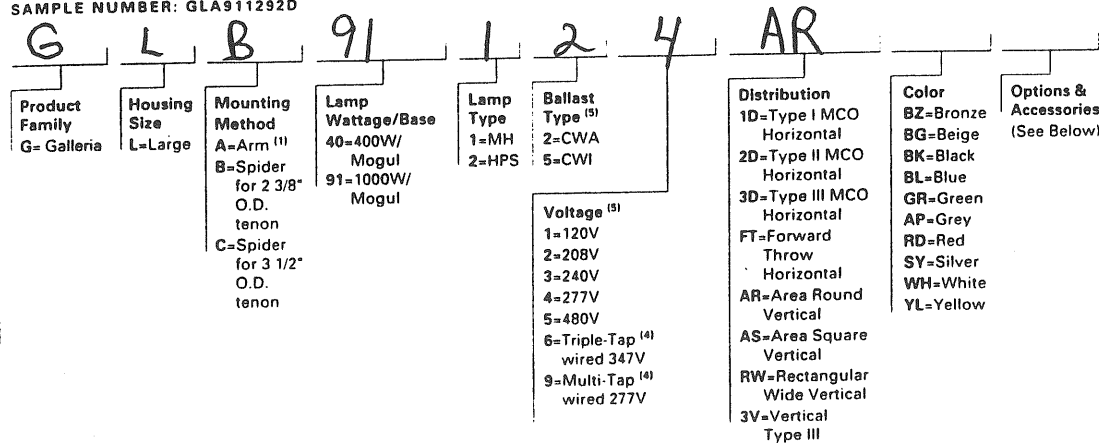 SAMPLE NUMBER: GLA911292D
G L B 91 1 2 4 AR
Product
Family
G= Galleria
Housing
Size
L=Large
Mounting
Method
A=Arm (1)
B=Spider
for 2 3/8"
O.D.
tenon
C=Spider
for 3 1/2"
O.D.
tenon
Lamp
Wattage/Base
40=400W/
Mogul
91=1000W/
Mogul
Lamp
Type
1=MH
2=HPS
Ballast
Type (5)
2=CWA
5=CWI
Voltage (5)
1=120V
2=208V
3=240V
4=277V
5=480V
6=Triple-Tap (4)
wired 347V
9=Multi-Tap (4)
wired 277V
Distribution
1D=Type I MCO
Horizontal
2D=Type II MCO
Horizontal
3D=Type III MCO
Horizontal
FT=Forward
Throw
Horizontal
AR=Area Round
Vertical
AS=Area Square
Vertical
RW=Rectangular
Wide Vertical
3V=Vertical
Type III
Color
BZ=Bronze
BG=Beige
BK=Black
BL=Blue
GR=Green
AP=Grey
RD=Red
SY=Silver
WH=White
YL=Yellow
Options &
Accessories
(See Below)